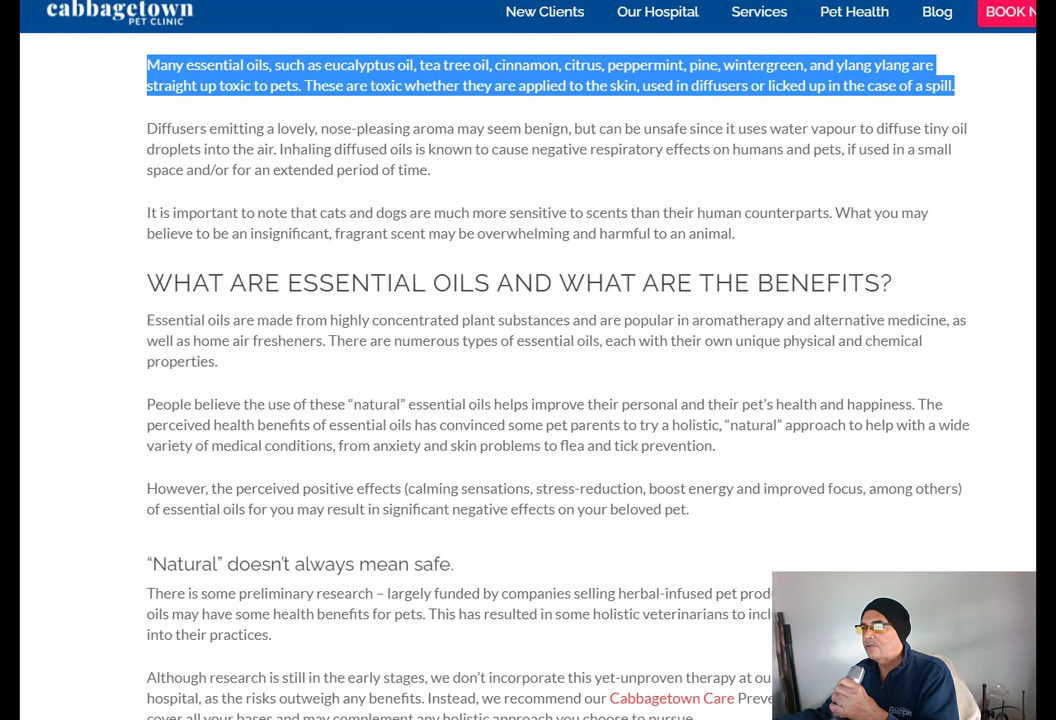 cabbagetown
PET CLINIC
New Clients
Our Hospital
Services
Pet Health
Blog
BOOK
Many essential oils, such as eucalyptus oil, tea tree oil, cinnamon, citrus, peppermint, pine, wintergreen, and ylang ylang are
straight up toxic to pets. These are toxic whether they are applied to the skin, used in diffusers or licked up in the case of a spill.
Diffusers emitting a lovely, nose-pleasing aroma may seem benign, but can be unsafe since it uses water vapour to diffuse tiny oil
droplets into the air. Inhaling diffused oils is known to cause negative respiratory effects on humans and pets, if used in a small
space and/or for an extended period of time.
It is important to note that cats and dogs are much more sensitive to scents than their human counterparts. What you may
believe to be an insignificant, fragrant scent may be overwhelming and harmful to an animal.
WHAT ARE ESSENTIAL OILS AND WHAT ARE THE BENEFITS?
Essential oils are made from highly concentrated plant substances and are popular in aromatherapy and alternative medicine, as
well as home air fresheners. There are numerous types of essential oils, each with their own unique physical and chemical
properties.
People believe the use of these “natural” essential oils helps improve their personal and their pet’s health and happiness. The
perceived health benefits of essential oils has convinced some pet parents to try a holistic, “natural” approach to help with a wide
variety of medical conditions, from anxiety and skin problems to flea and tick prevention.
However, the perceived positive effects (calming sensations, stress-reduction, boost energy and improved focus, among others)
of essential oils for you may result in significant negative effects on your beloved pet.
“Natural” doesn’t always mean safe.
There is some preliminary research – largely funded by companies selling herbal-infused pet
oils may have some health benefits for pets. This has resulted in some holistic veterinarians to
into their practices.
Although research is still in the early stages, we don’t incorporate this yet-unproven therapy at
hospital, as the risks outweigh any benefits. Instead, we recommend our Cabbagetown Care
cover all your bases and may complement any holistic approach you choose to pursue.